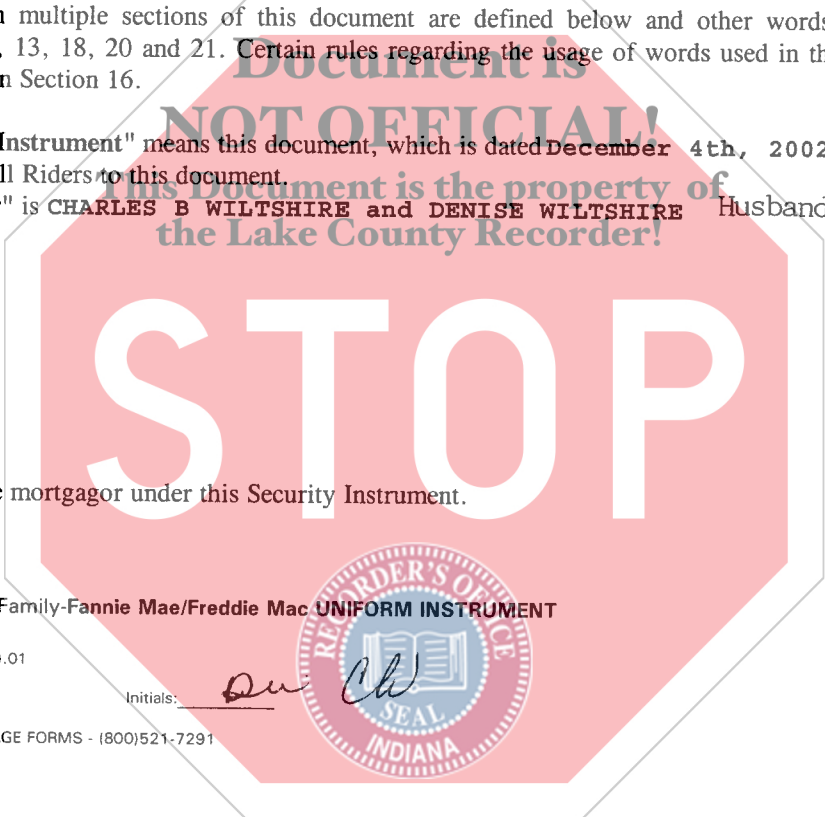 multiple sections of this document are defined below and other words
, 13, 18, 20 and 21. Certain rules regarding the usage of words used in th
n Section 16.
Document is
NOT OFFICIAL!
Instrument" means this document, which is dated December 4th, 2002
ll Riders to this document.
This Document is the property of
" is CHARLES B WILTSHIRE and DENISE WILTSHIRE Husband
the Lake County Recorder!
STOP
e mortgagor under this Security Instrument.
Family-Fannie Mae/Freddie Mac UNIFORM INSTRUMENT
.01
Initials: DW CW
GE FORMS - (800)521-7291
RECORDER'S OFFICE
SEAL
INDIANA